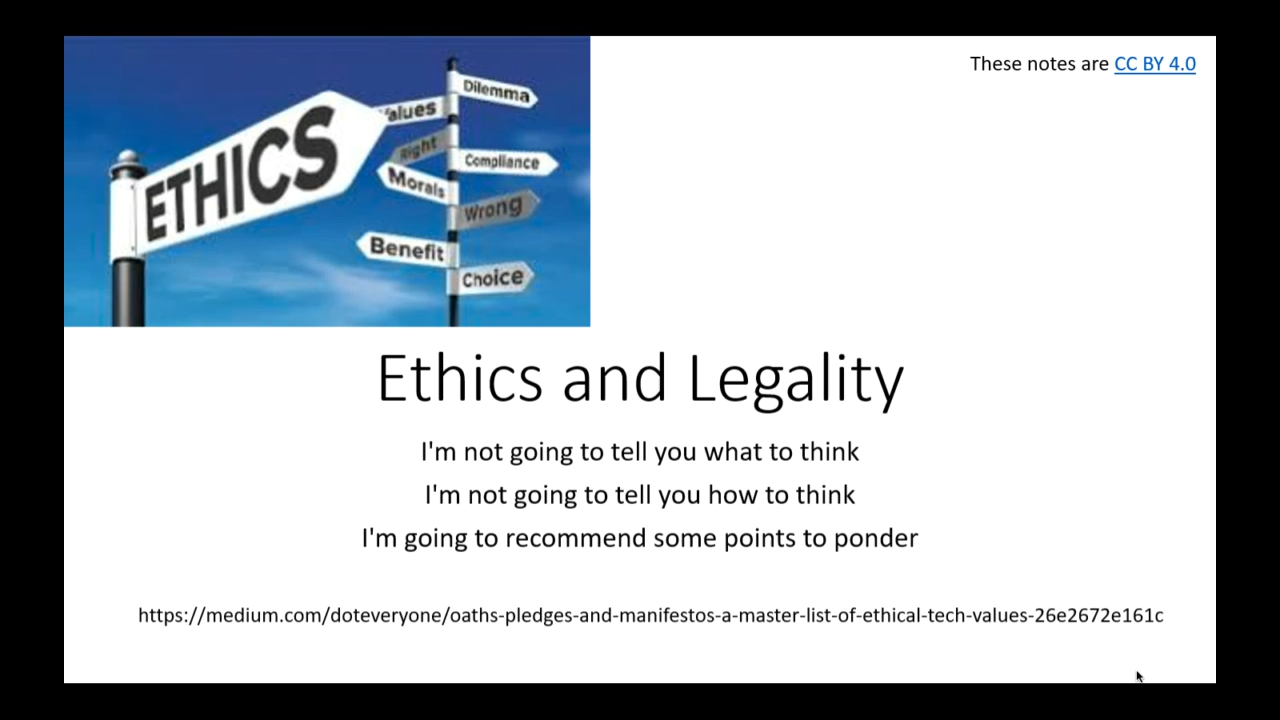 These notes are CC BY 4.0
ETHICS
Dilemma
Values
Right
Compliance
Morals
Wrong
Benefit
Choice
Ethics and Legality
I'm not going to tell you what to think
I'm not going to tell you how to think
I'm going to recommend some points to ponder
https://medium.com/doteveryone/oaths-pledges-and-manifestos-a-master-list-of-ethical-tech-values-26e2672e161c